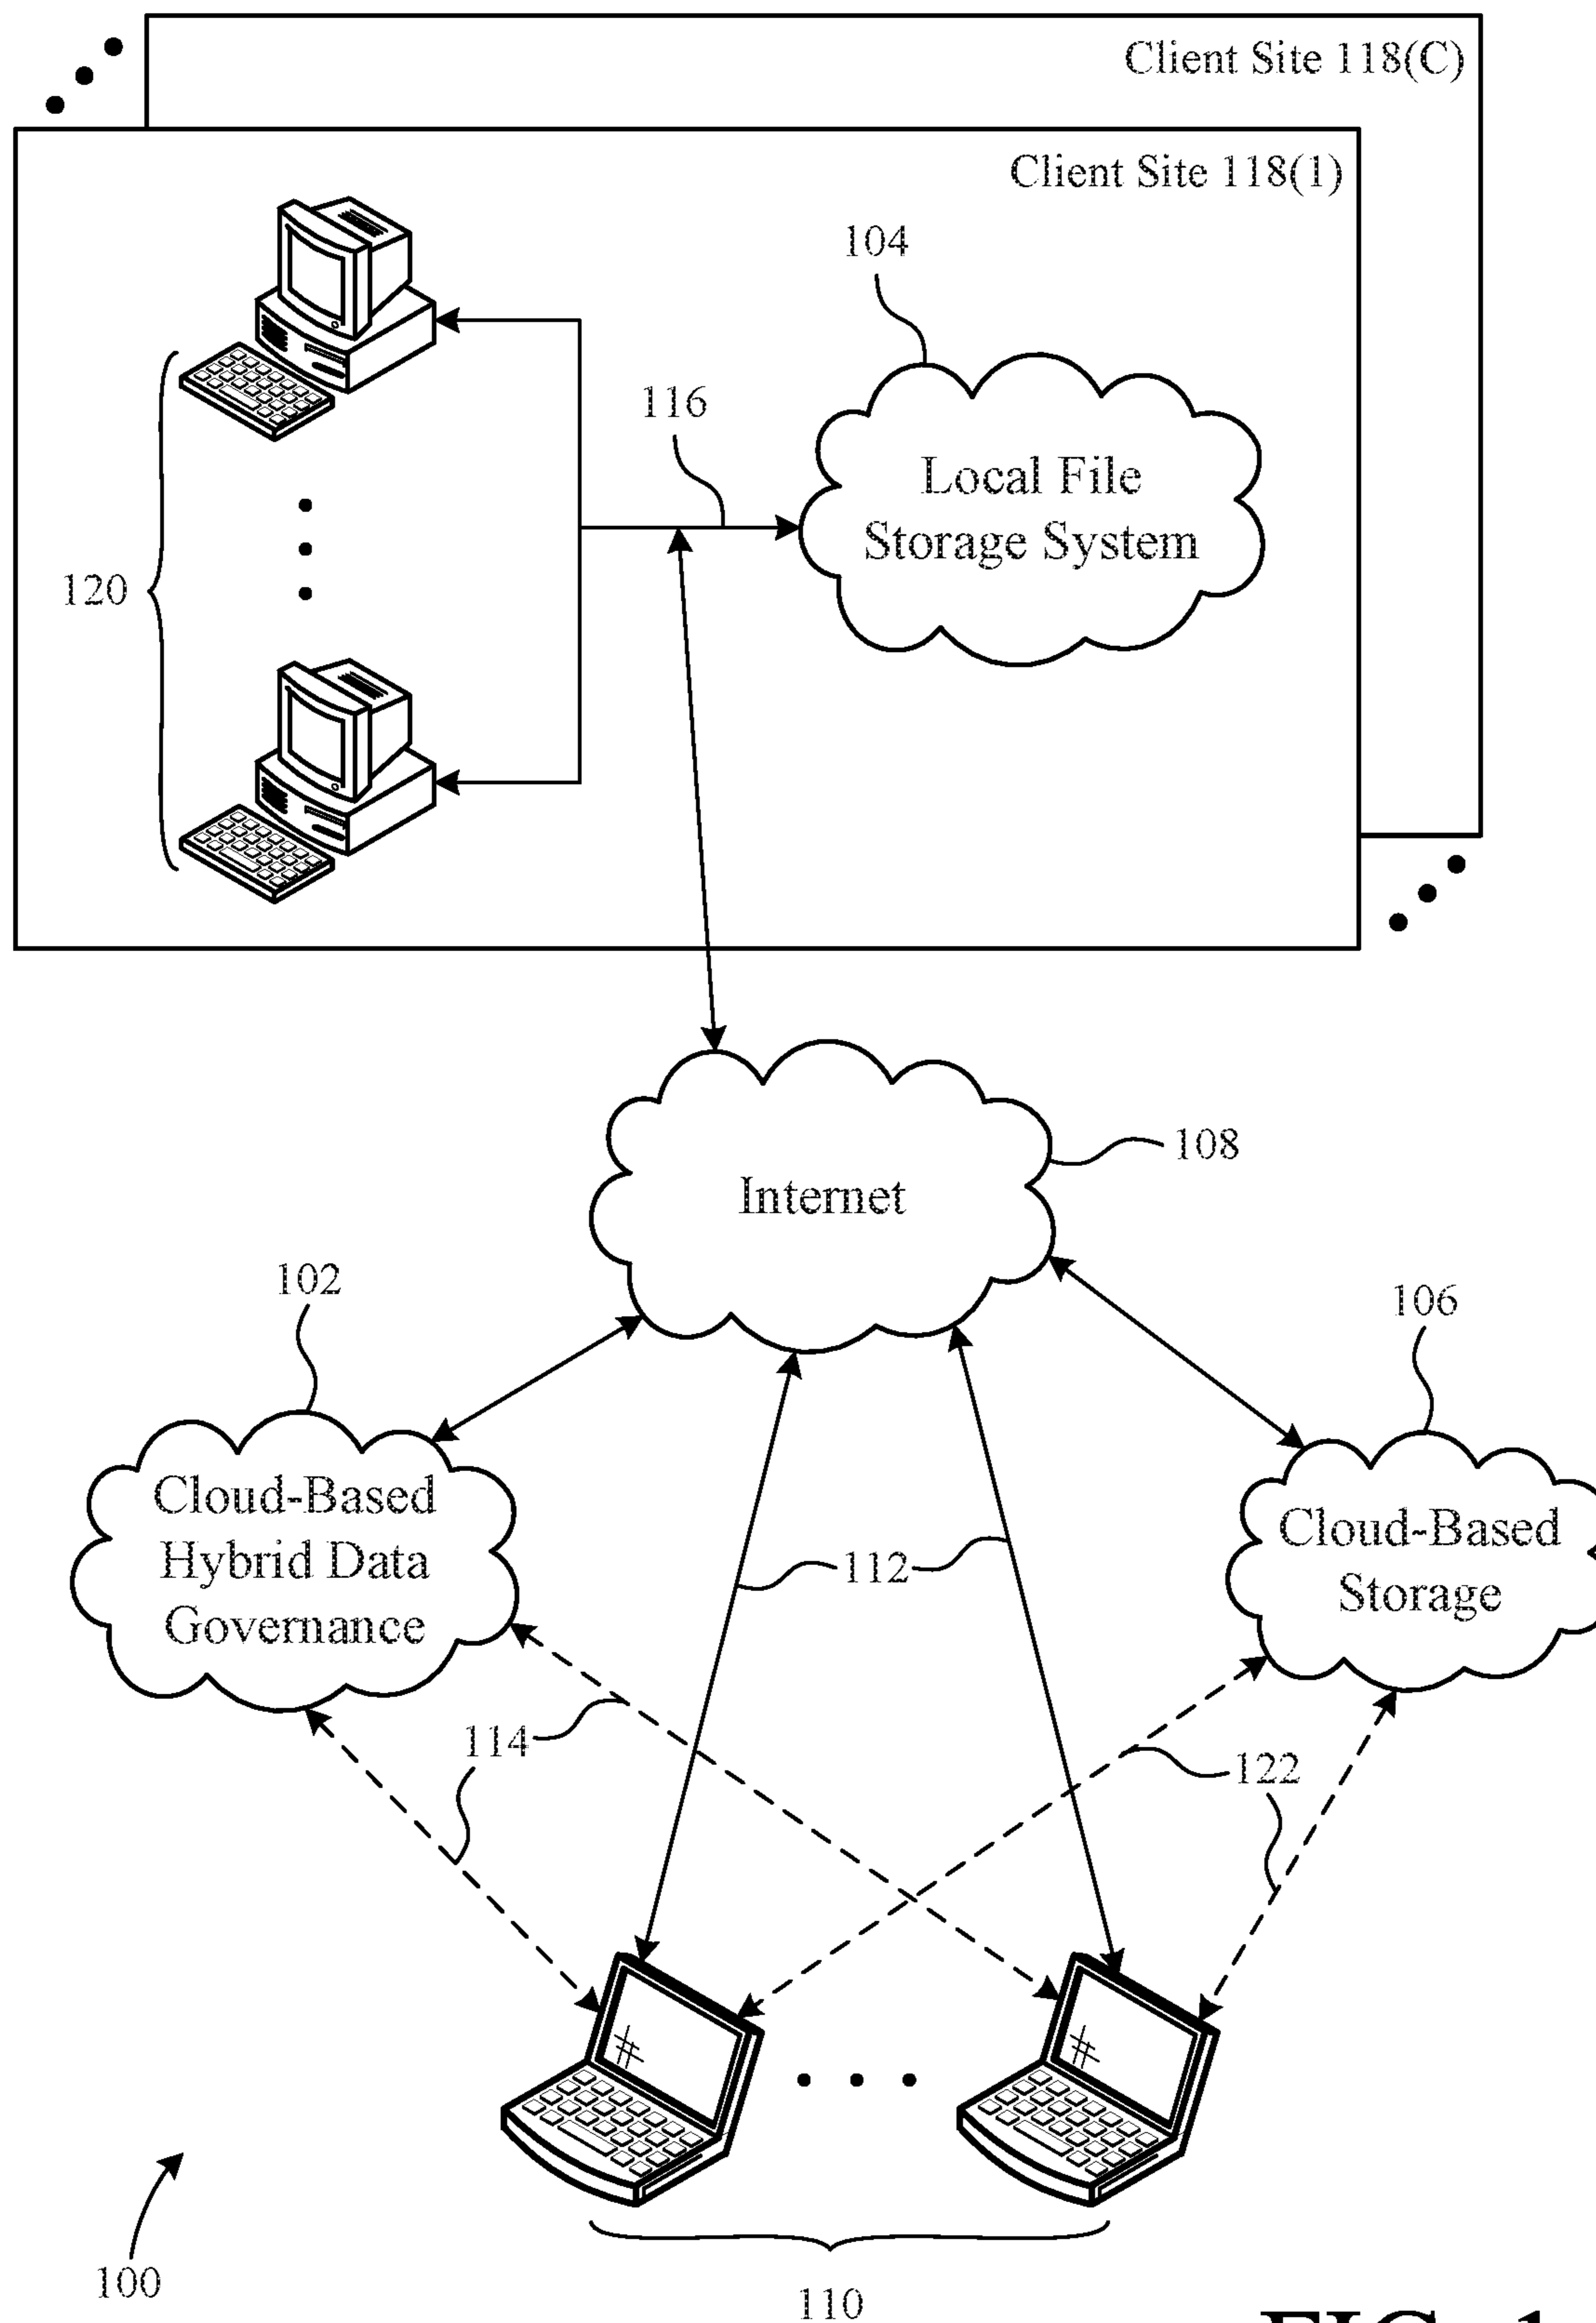 Client Site 118(C)
Client Site 118(1)
104
116
Local File
Storage System
120
108
Internet
102
106
Cloud-Based
Hybrid Data
Governance
Cloud-Based
Storage
112
114
122
100
110